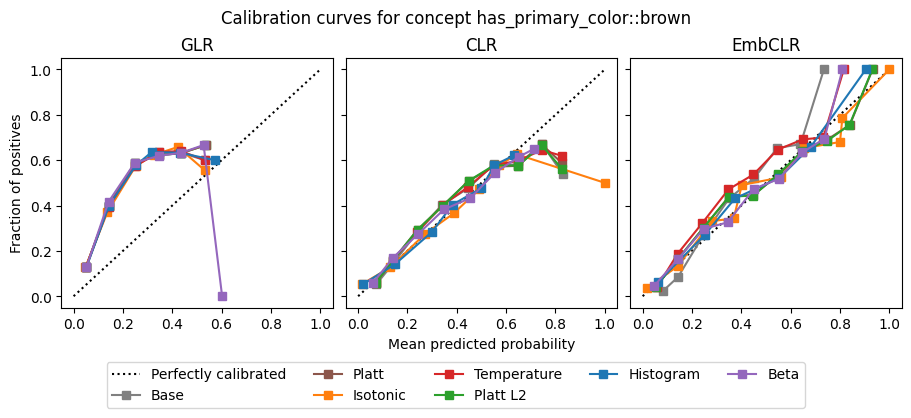 Calibration curves for concept has_primary_color::brown
GLR
CLR
EmbCLR
Fraction of positives
1.0
0.8
0.6
0.4
0.2
0.0
0.0 0.2 0.4 0.6 0.8 1.0
0.0 0.2 0.4 0.6 0.8 1.0
0.0 0.2 0.4 0.6 0.8 1.0
Mean predicted probability
Perfectly calibrated
Base
Platt
Isotonic
Temperature
Platt L2
Histogram
Beta